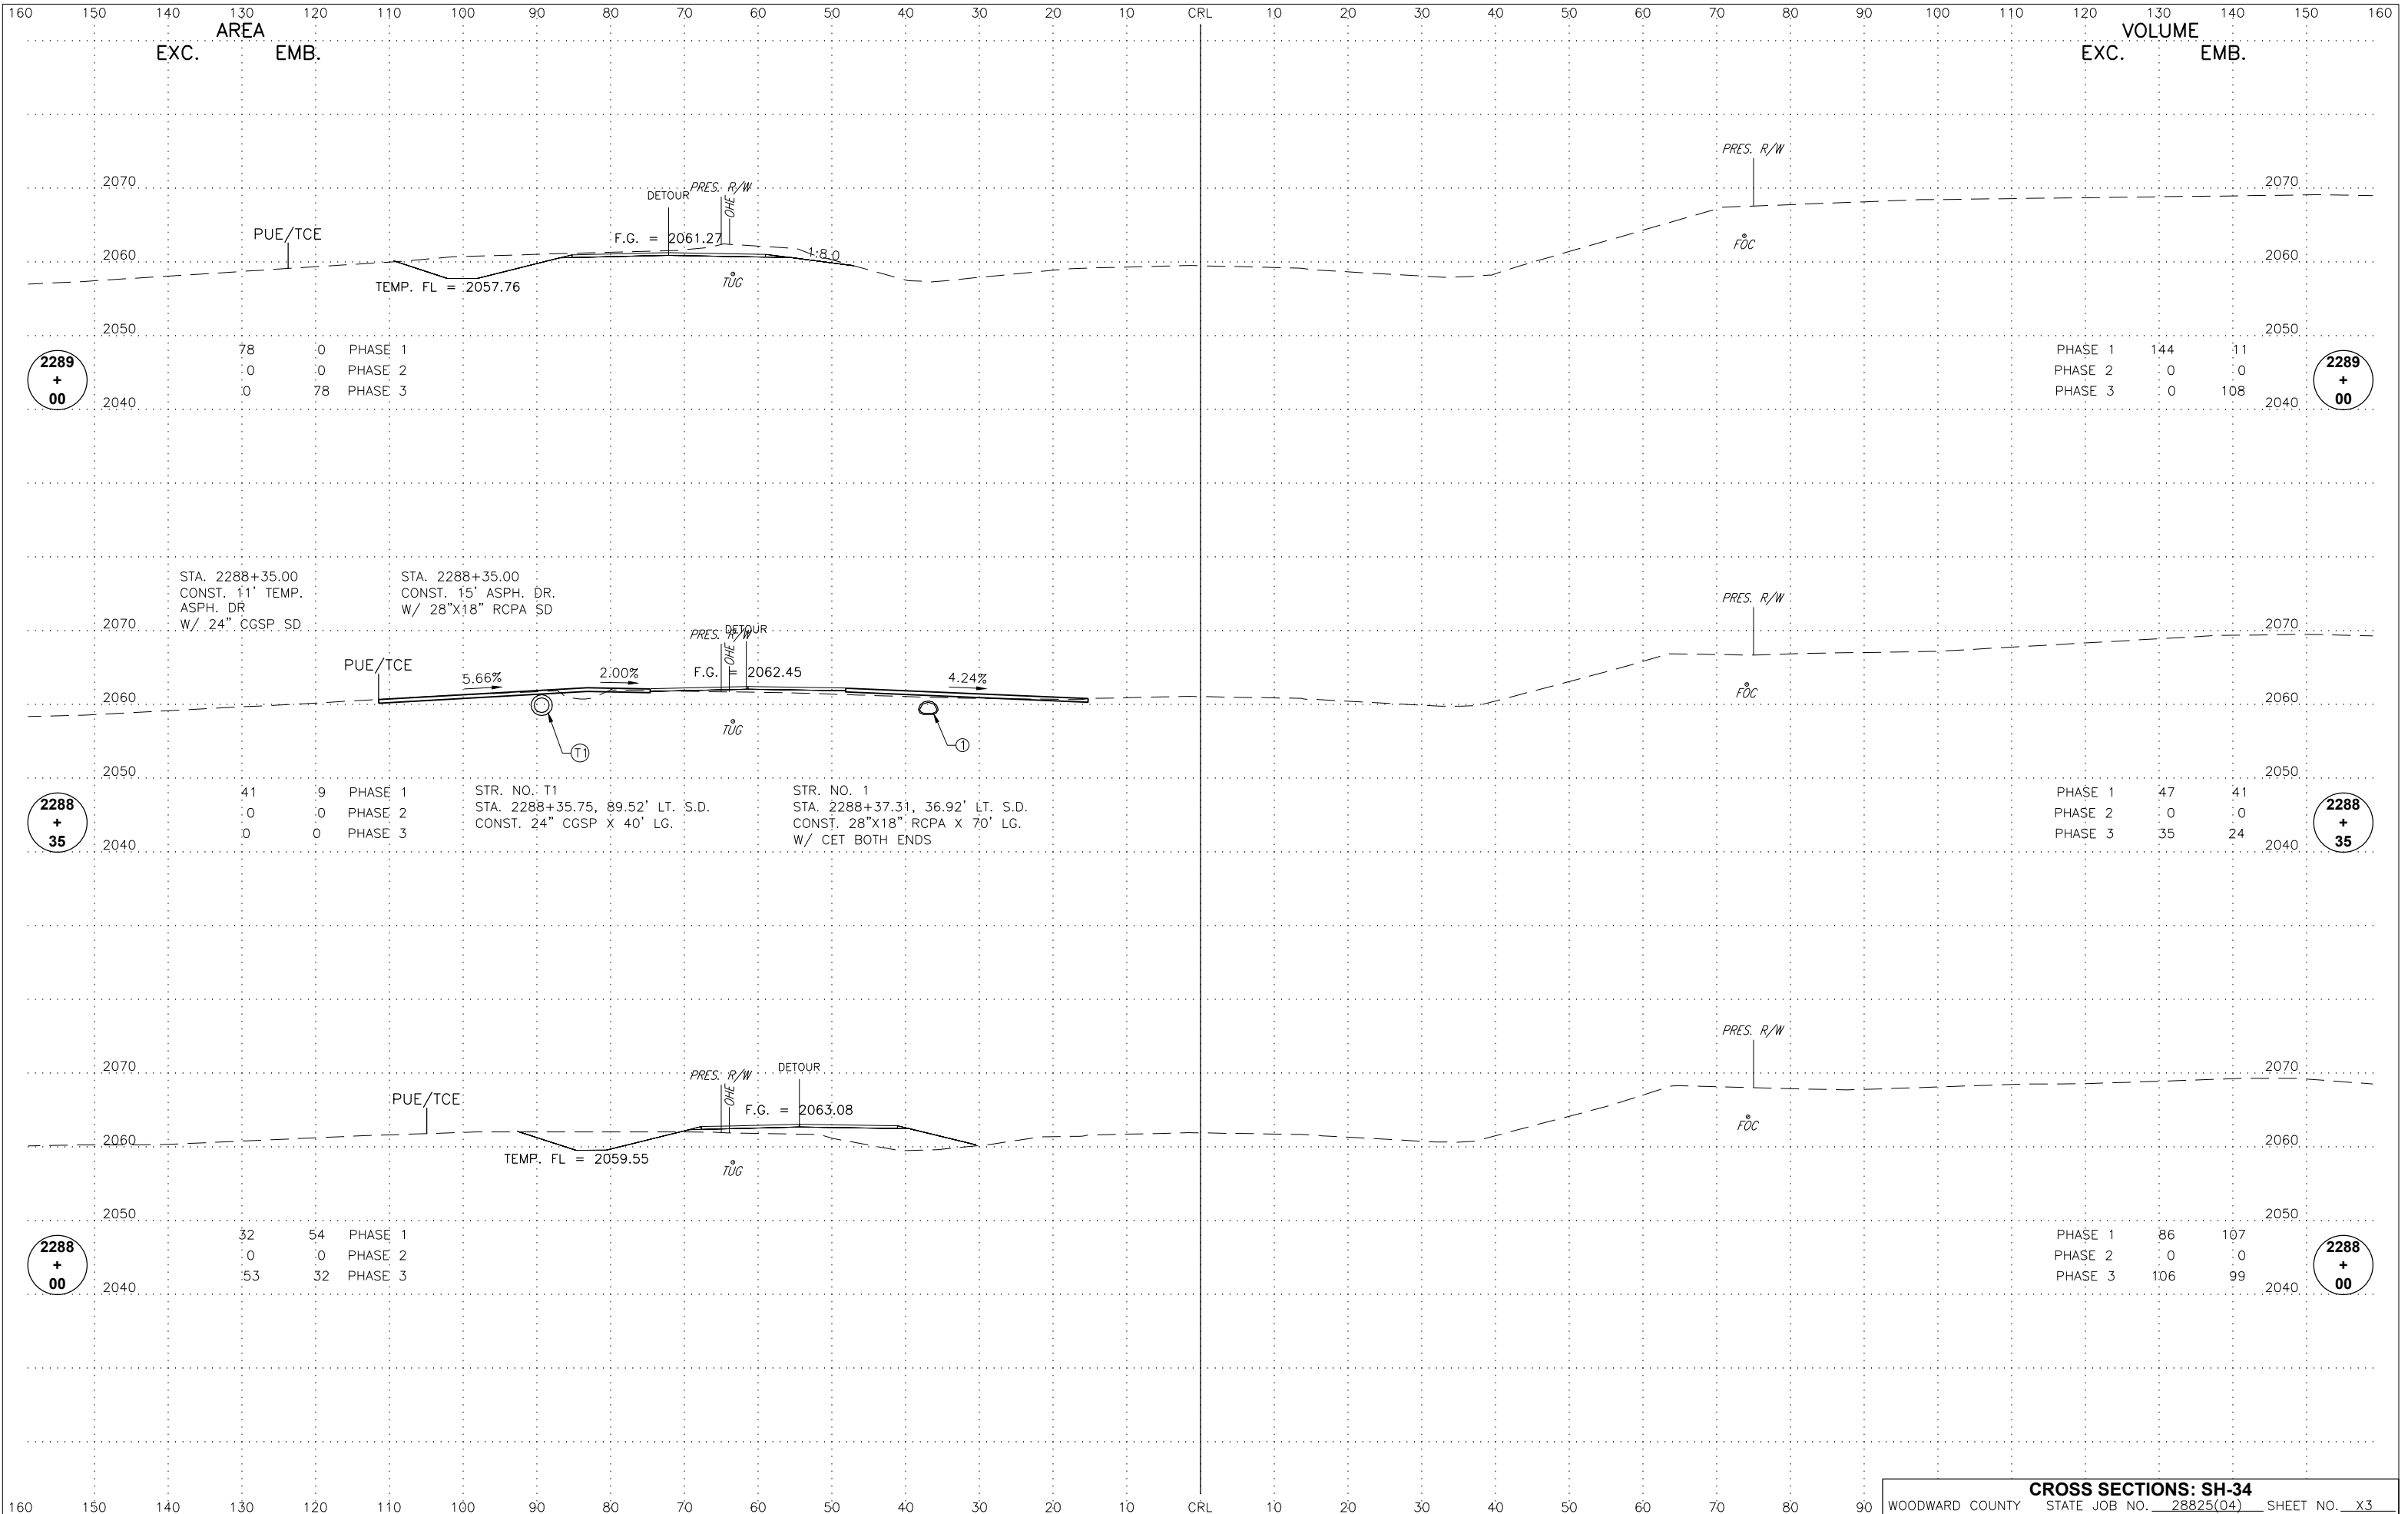 160 150 140 130 120 110 100 90 80 70 60 50 40 30 20 10 CRL 10 20 30 40 50 60 70 80 90 100 110 120 130 140 150 160
AREA
EXC. EMB.
VOLUME
EXC. EMB.
PRES. R/W
2070 2070
DETOUR PRES. R/W
OHE
PUE/TCE
F.G. = 2061.27
1:8.0
FOC
2060 2060
TUG
TEMP. FL = 2057.76
2050 2050
2289 + 00
78 0 PHASE 1
0 0 PHASE 2
0 78 PHASE 3
PHASE 1 144 11
PHASE 2 0 0
PHASE 3 0 108
2289 + 00
2040 2040
STA. 2288+35.00
CONST. 11' TEMP.
ASPH. DR
W/ 24" CGSP SD
STA. 2288+35.00
CONST. 15' ASPH. DR.
W/ 28"X18" RCPA SD
PRES. R/W
2070 2070
PRES. R/W DETOUR
OHE
PUE/TCE
5.66% 2.00% F.G. = 2062.45 4.24%
FOC
2060 2060
TUG
T1
1
2050 2050
2288 + 35
41 9 PHASE 1
0 0 PHASE 2
0 0 PHASE 3
STR. NO. T1
STA. 2288+35.75, 89.52' LT. S.D.
CONST. 24" CGSP X 40' LG.
STR. NO. 1
STA. 2288+37.31, 36.92' LT. S.D.
CONST. 28"X18" RCPA X 70' LG.
W/ CET BOTH ENDS
PHASE 1 47 41
PHASE 2 0 0
PHASE 3 35 24
2288 + 35
2040 2040
PRES. R/W
2070 2070
PRES. R/W DETOUR
OHE
PUE/TCE
F.G. = 2063.08
FOC
2060 2060
TEMP. FL = 2059.55
TUG
2050 2050
2288 + 00
32 54 PHASE 1
0 0 PHASE 2
53 32 PHASE 3
PHASE 1 86 107
PHASE 2 0 0
PHASE 3 106 99
2288 + 00
2040 2040
160 150 140 130 120 110 100 90 80 70 60 50 40 30 20 10 CRL 10 20 30 40 50 60 70 80 90
CROSS SECTIONS: SH-34
WOODWARD COUNTY STATE JOB NO. 28825(04) SHEET NO. X3